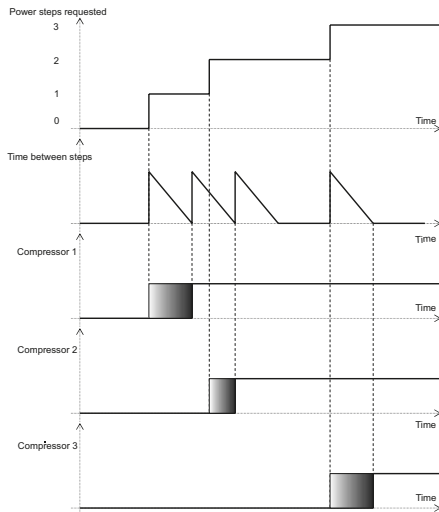 Power steps requested
3
2
1
0
Time
Time between steps
Time
Compressor 1
Time
Compressor 2
Time
Compressor 3
Time